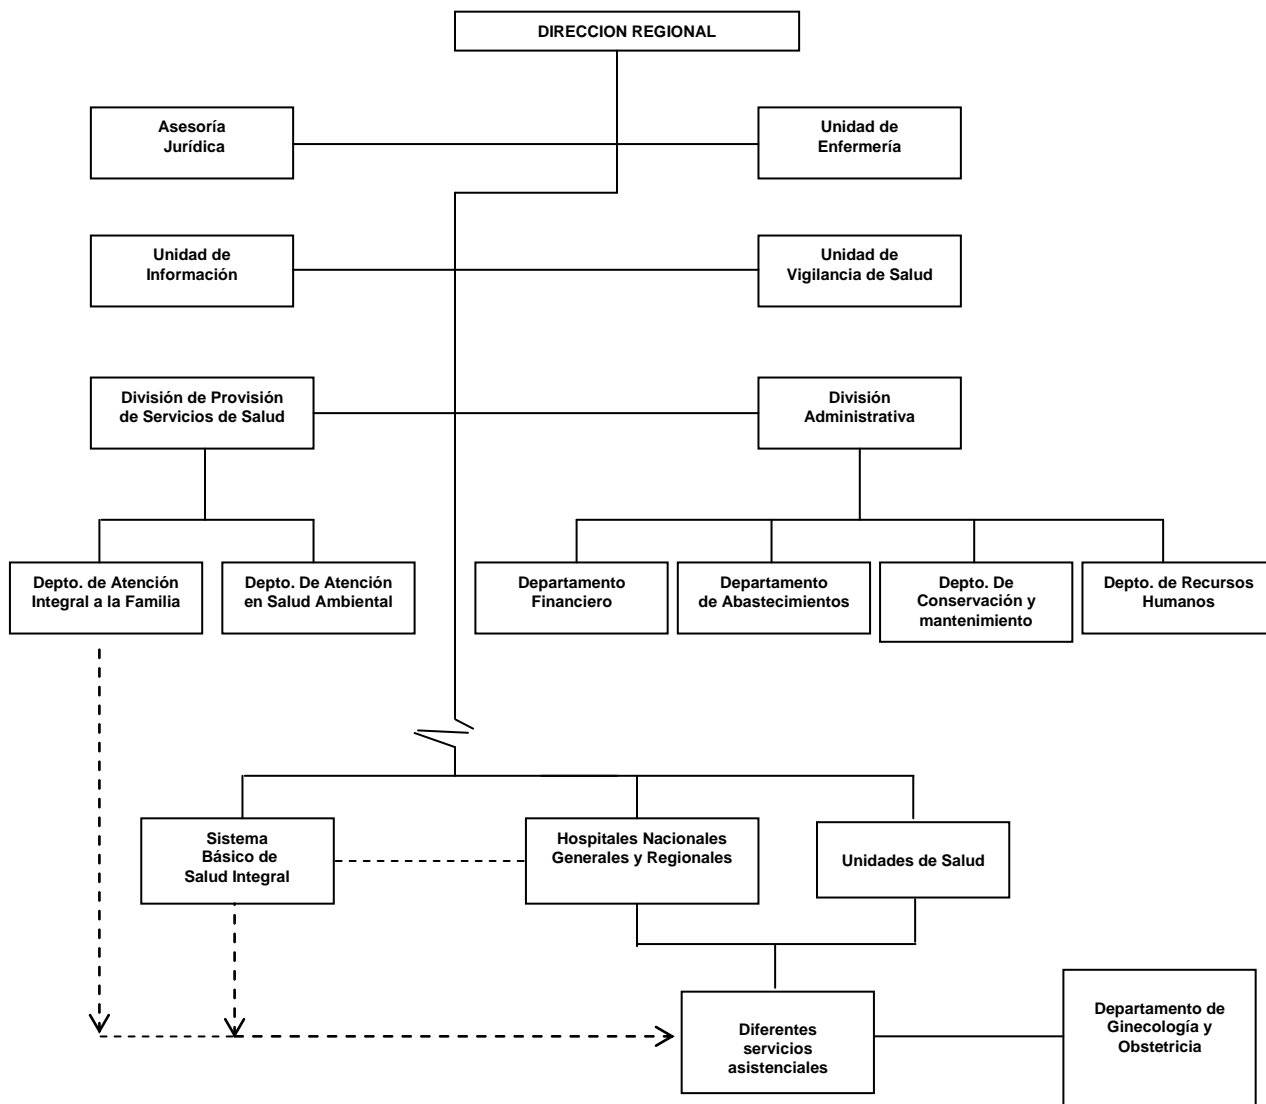 DIRECCION REGIONAL
Asesoría
Jurídica
Unidad de
Enfermería
Unidad de
Información
Unidad de
Vigilancia de Salud
División de Provisión
de Servicios de Salud
División
Administrativa
Depto. de Atención
Integral a la Familia
Depto. De Atención
en Salud Ambiental
Departamento
Financiero
Departamento
de Abastecimientos
Depto. De
Conservación y
mantenimiento
Depto. de Recursos
Humanos
Sistema
Básico de
Salud Integral
Hospitales Nacionales
Generales y Regionales
Unidades de Salud
Diferentes
servicios
asistenciales
Departamento de
Ginecología y
Obstetricia